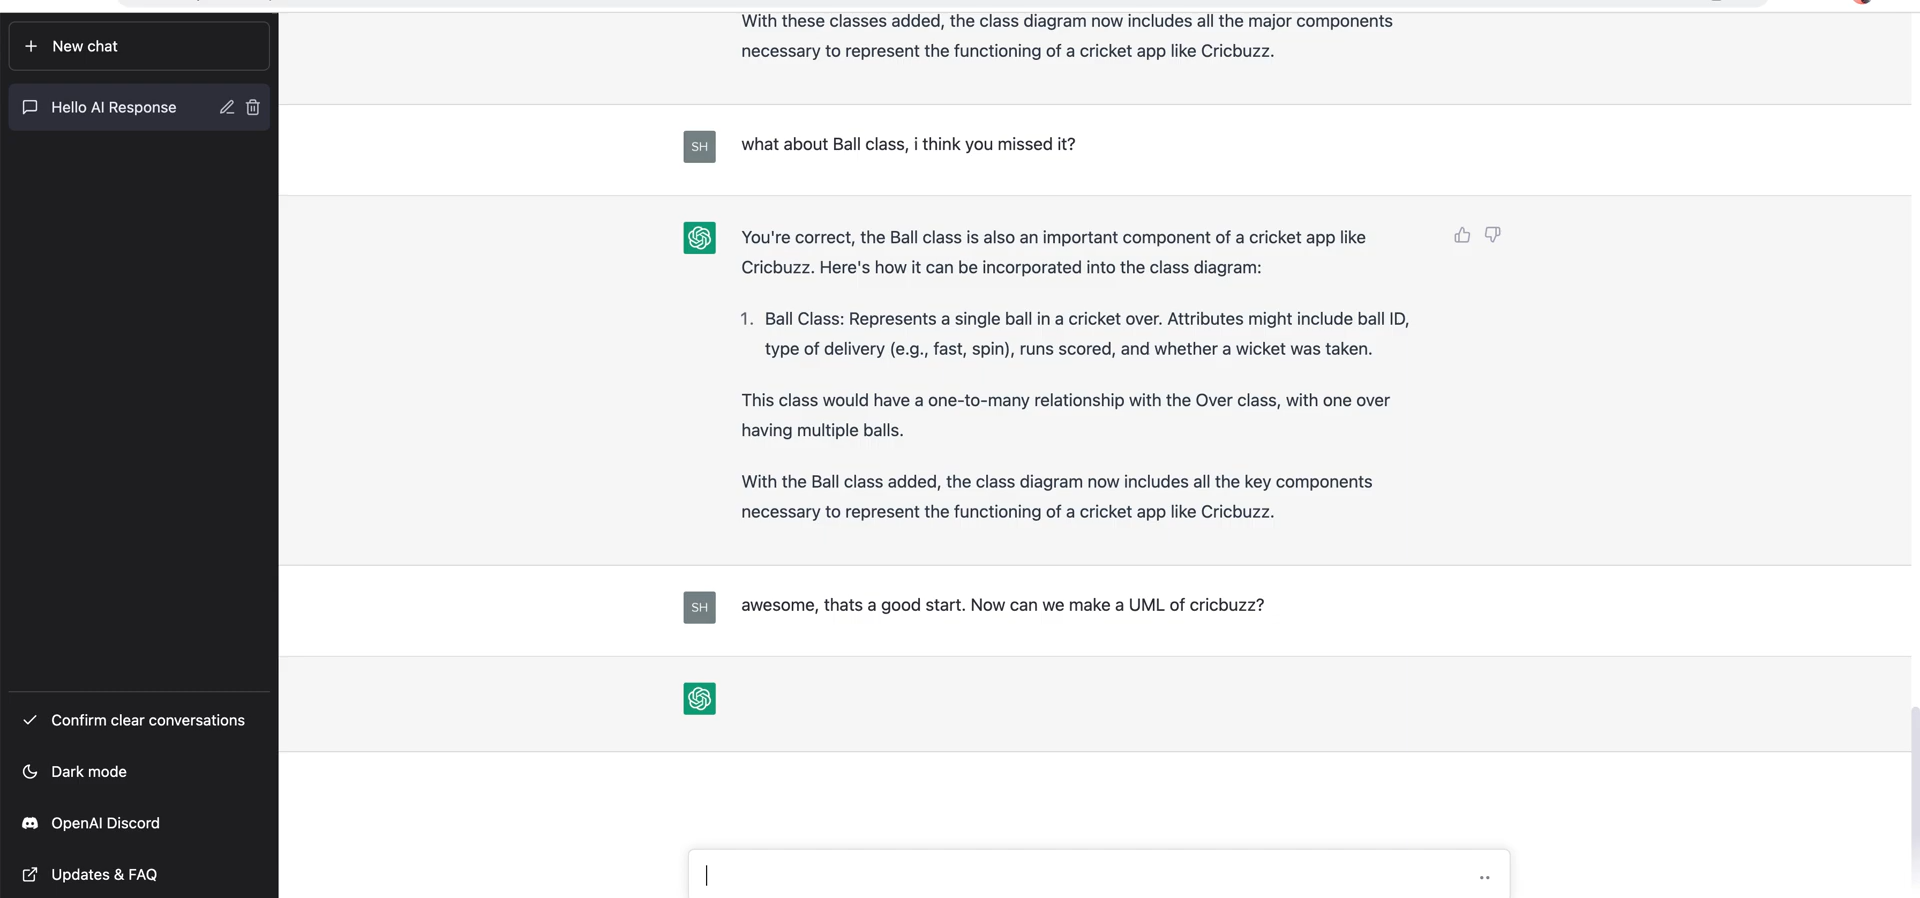 New chat
Hello AI Response
Confirm clear conversations
Dark mode
OpenAI Discord
Updates & FAQ
With these classes added, the class diagram now includes all the major components
necessary to represent the functioning of a cricket app like Cricbuzz.
SH
what about Ball class, i think you missed it?
You're correct, the Ball class is also an important component of a cricket app like
Cricbuzz. Here's how it can be incorporated into the class diagram:
1. Ball Class: Represents a single ball in a cricket over. Attributes might include ball ID,
type of delivery (e.g., fast, spin), runs scored, and whether a wicket was taken.
This class would have a one-to-many relationship with the Over class, with one over
having multiple balls.
With the Ball class added, the class diagram now includes all the key components
necessary to represent the functioning of a cricket app like Cricbuzz.
SH
awesome, thats a good start. Now can we make a UML of cricbuzz?